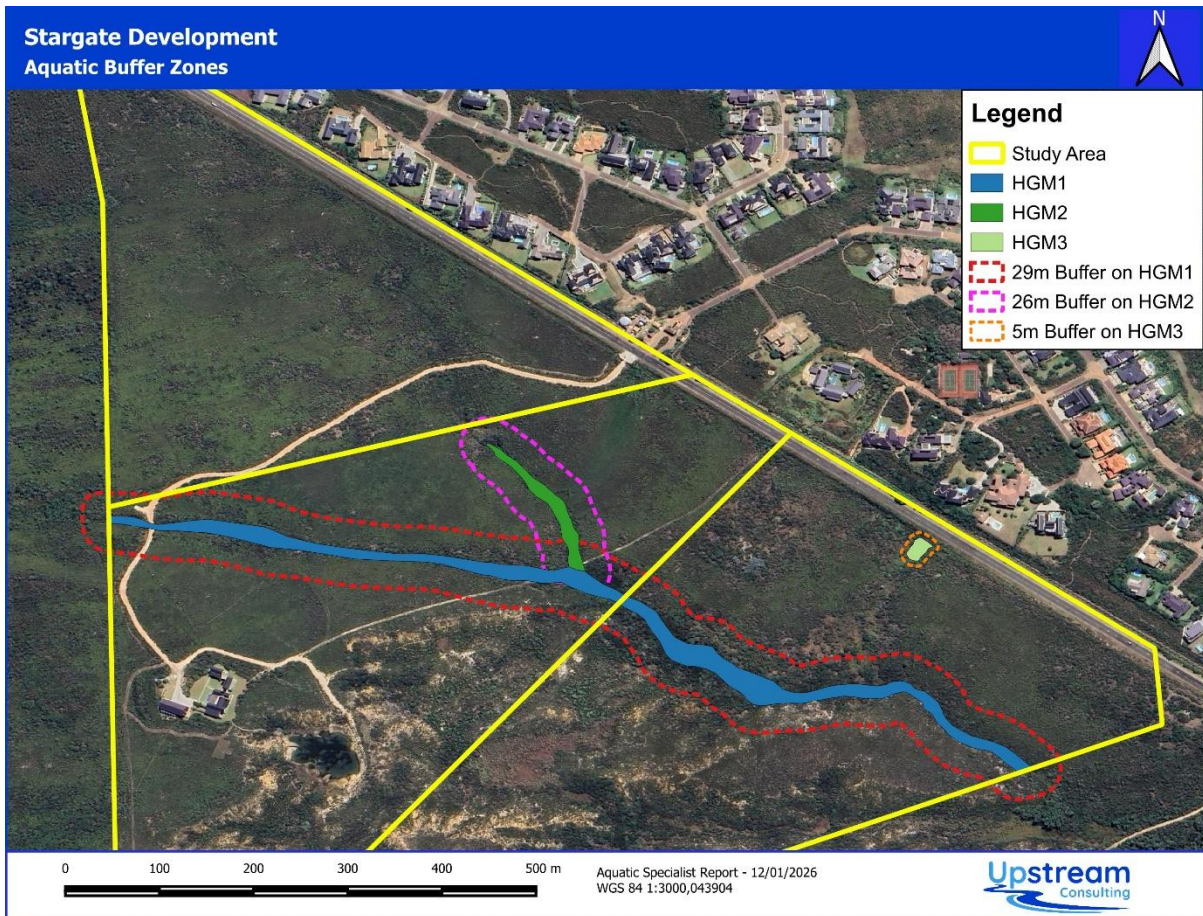 Stargate Development
Aquatic Buffer Zones
N
Legend
Study Area
HGM1
HGM2
HGM3
29m Buffer on HGM1
26m Buffer on HGM2
5m Buffer on HGM3
0 100 200 300 400 500 m
Aquatic Specialist Report - 12/01/2026
WGS 84 1:3000,043904
Upstream
Consulting